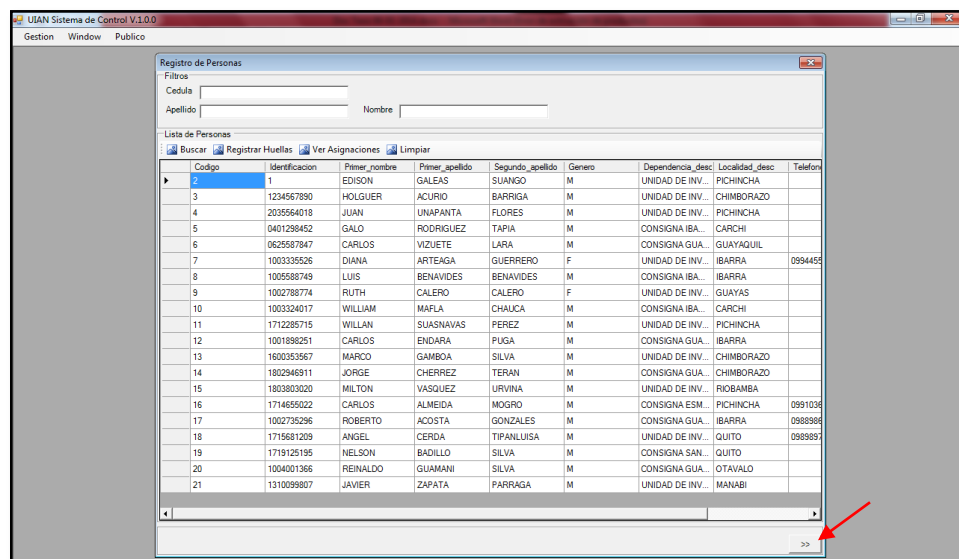 UIAN Sistema de Control V.1.0.0
Gestion Window Publico
Registro de Personas
Filtros
Cedula
Apellido Nombre
Lista de Personas
Buscar Registrar Huellas Ver Asignaciones Limpiar
Codigo Identificacion Primer_nombre Primer_apellido Segundo_apellido Genero Dependencia_desc Localidad_desc Telefono
2 1 EDISON GALEAS SUANGO M UNIDAD DE INV... PICHINCHA
3 1234567890 HOLGUER ACURIO BARRIGA M UNIDAD DE INV... CHIMBORAZO
4 2035564018 JUAN UNAPANTA FLORES M UNIDAD DE INV... PICHINCHA
5 0401298452 GALO RODRIGUEZ TAPIA M CONSIGNA IBA... CARCHI
6 0625587847 CARLOS VIZUETE LARA M CONSIGNA GUA... GUAYAQUIL
7 1003335526 DIANA ARTEAGA GUERRERO F UNIDAD DE INV... IBARRA 0994455
8 1005588749 LUIS BENAVIDES BENAVIDES M CONSIGNA IBA... IBARRA
9 1002788774 RUTH CALERO CALERO F UNIDAD DE INV... GUAYAS
10 1003324017 WILLIAM MAFLA CHAUCA M CONSIGNA IBA... CARCHI
11 1712285715 WILLAN SUASNAVAS PEREZ M UNIDAD DE INV... PICHINCHA
12 1001898251 CARLOS ENDARA PUGA M CONSIGNA GUA... IBARRA
13 1600353567 MARCO GAMBOA SILVA M UNIDAD DE INV... CHIMBORAZO
14 1802946911 JORGE CHERREZ TERAN M CONSIGNA GUA... CHIMBORAZO
15 1803803020 MILTON VASQUEZ URVINA M UNIDAD DE INV... RIOBAMBA
16 1714655022 CARLOS ALMEIDA MOGRO M CONSIGNA ESM... PICHINCHA 0991036
17 1002735296 ROBERTO ACOSTA GONZALES M CONSIGNA GUA... IBARRA 0988986
18 1715681209 ANGEL CERDA TIPANLUISA M UNIDAD DE INV... QUITO 0989897
19 1719125195 NELSON BADILLO SILVA M CONSIGNA SAN... QUITO
20 1004001366 REINALDO GUAMANI SILVA M CONSIGNA GUA... OTAVALO
21 1310099807 JAVIER ZAPATA PARRAGA M UNIDAD DE INV... MANABI
>>